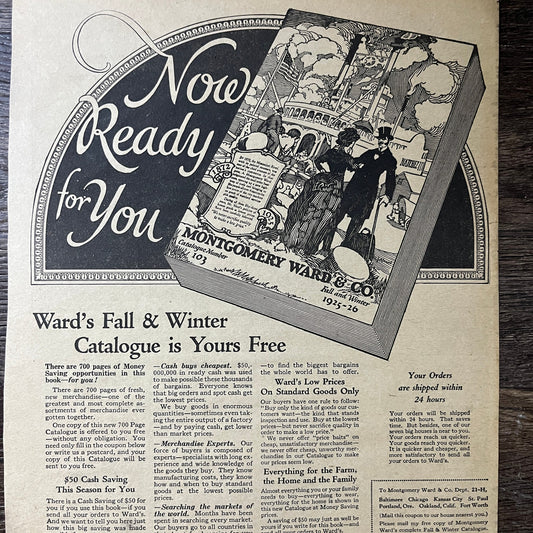 Now
Ready
for You
1872
1925
MONTGOMERY WARD & CO
Catalogue Number
103
Fall and Winter
1925-26
Ward's Fall & Winter
Catalogue is Yours Free
There are 700 pages of Money
Saving opportunities in this
book—for you!
There are 700 pages of fresh,
new merchandise—one of the
greatest and most complete as-
sortments of merchandise ever
gotten together.
One copy of this new 700 Page
Catalogue is offered to you free
—without any obligation. You
need only fill in the coupon below
or write us a postcard, and your
copy of this Catalogue will be
sent to you free.
$50 Cash Saving
This Season for You
There is a Cash Saving of $50 for
you if you use this book—if you
send all your orders to Ward's.
And we want to tell you here just
how this big saving was made
—Cash buys cheapest. $50,-
000,000 in ready cash was used
to make possible these thousands
of bargains. Everyone knows
that big orders and spot cash get
the lowest prices.
We buy goods in enormous
quantities—sometimes even tak-
ing the entire output of a factory
—and by paying cash, get lower
than market prices.
—Merchandise Experts. Our
force of buyers is composed of
experts—specialists with long ex-
perience and wide knowledge of
the goods they buy. They know
manufacturing costs, they know
how and when to buy standard
goods at the lowest possible
prices.
—Searching the markets of
the world. Months have been
spent in searching every market.
Our buyers go to all countries in
—to find the biggest bargains
the whole world has to offer.
Ward's Low Prices
On Standard Goods Only
Our buyers have one rule to follow:
"Buy only the kind of goods our cus-
tomers want—the kind that stands
inspection and use. Buy at the lowest
prices—but never sacrifice quality in
order to make a low price."
We never offer "price baits" on
cheap, unsatisfactory merchandise—
we never offer cheap, unworthy mer-
chandise in our Catalogue to make
our prices seem low.
Everything for the Farm,
the Home and the Family
Almost everything you or your family
needs to buy—everything to wear,
everything for the home is shown in
this new Catalogue at Money Saving
prices.
A saving of $50 may just as well be
yours if you write for this book—and
Your Orders
are shipped within
24 hours
Your orders will be shipped
within 24 hours. That saves
time. But besides, one of our
seven big houses is near to you.
Your orders reach us quicker.
Your goods reach you quicker.
It is quicker and cheaper, and
more satisfactory to send all
your orders to Ward's.
To Montgomery Ward & Co. Dept. 21-H,
Baltimore Chicago Kansas City St. Paul
Portland, Ore. Oakland, Calif. Fort Worth
(Mail this coupon to our house nearest you)
Please mail my free copy of Montgomery
Ward's complete Fall & Winter Catalogue.